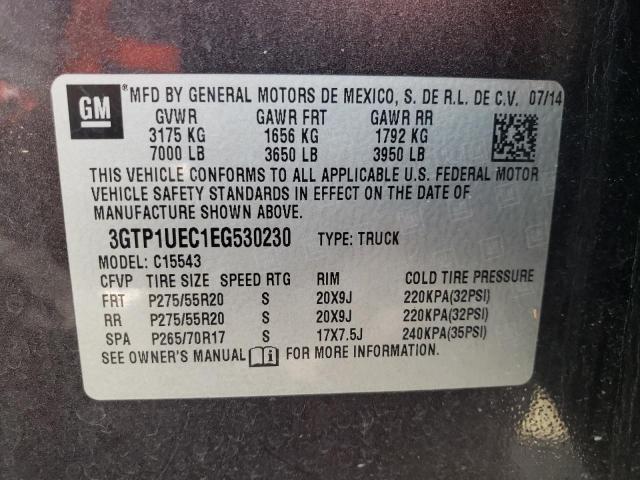 GM ® MFD BY GENERAL MOTORS DE MEXICO, S. DE R.L. DE C.V. 07/14
GVWR GAWR FRT GAWR RR
3175 KG 1656 KG 1792 KG
7000 LB 3650 LB 3950 LB
THIS VEHICLE CONFORMS TO ALL APPLICABLE U.S. FEDERAL MOTOR
VEHICLE SAFETY STANDARDS IN EFFECT ON THE DATE OF
MANUFACTURE SHOWN ABOVE.
3GTP1UEC1EG530230 TYPE: TRUCK
MODEL: C15543
CFVP TIRE SIZE SPEED RTG RIM COLD TIRE PRESSURE
FRT P275/55R20 S 20X9J 220KPA(32PSI)
RR P275/55R20 S 20X9J 220KPA(32PSI)
SPA P265/70R17 S 17X7.5J 240KPA(35PSI)
SEE OWNER'S MANUAL i FOR MORE INFORMATION.